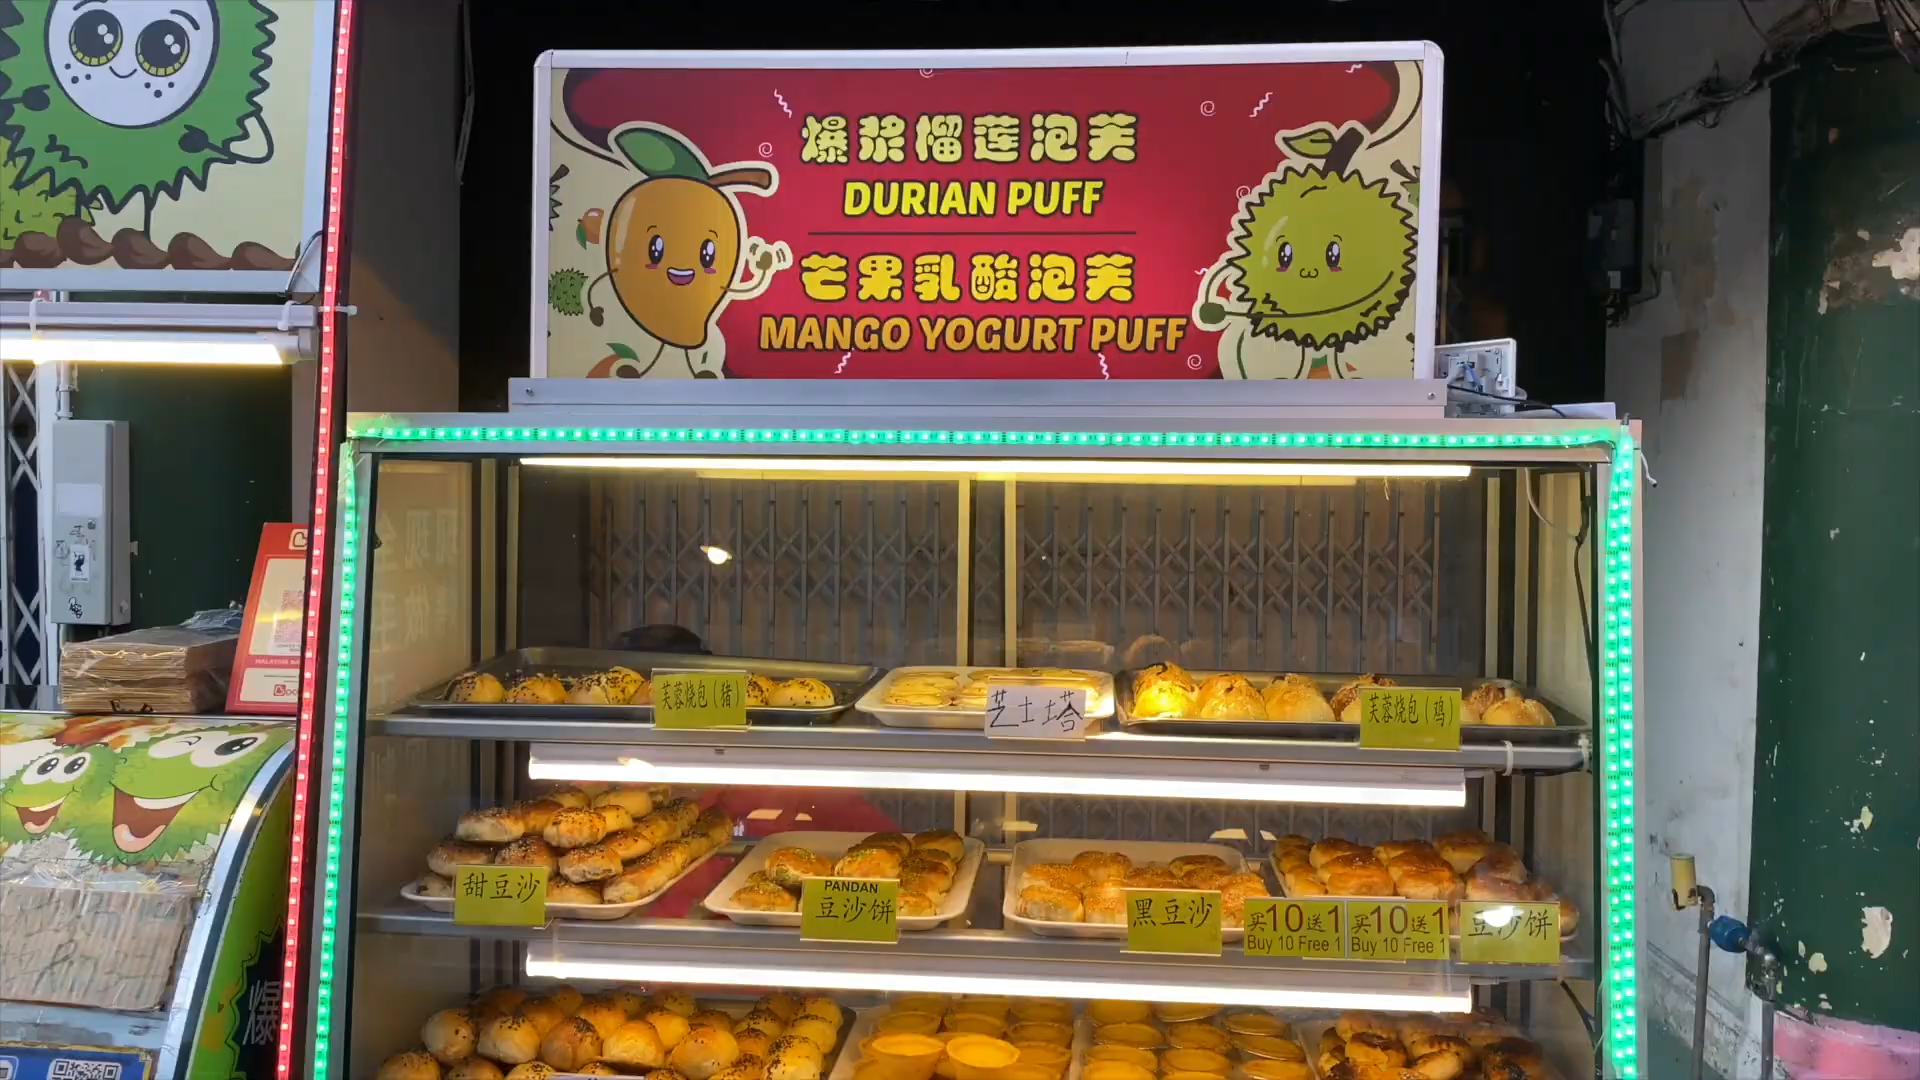 爆浆榴莲泡芙
DURIAN PUFF
芒果乳酸泡芙
MANGO YOGURT PUFF
芙蓉烧包(猪)
芝士塔
芙蓉烧包(鸡)
甜豆沙
PANDAN
豆沙饼
黑豆沙
买10送1
Buy 10 Free 1
买10送1
Buy 10 Free 1
豆沙饼
爆